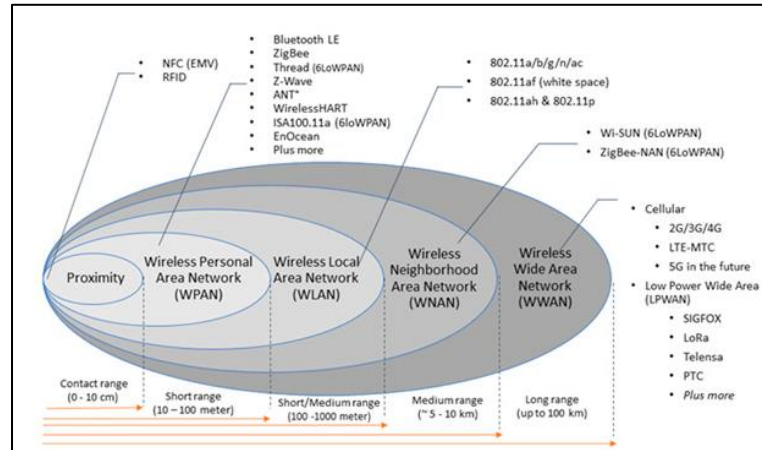 NFC (EMV)
RFID
Bluetooth LE
ZigBee
Thread (6LoWPAN)
Z-Wave
ANT+
WirelessHART
ISA100.11a (6loWPAN)
EnOcean
Plus more
802.11a/b/g/n/ac
802.11af (white space)
802.11ah & 802.11p
Wi-SUN (6LoWPAN)
ZigBee-NAN (6LoWPAN)
Cellular
2G/3G/4G
LTE-MTC
5G in the future
Low Power Wide Area
(LPWAN)
SIGFOX
LoRa
Telensa
PTC
Plus more
Proximity
Wireless Personal
Area Network
(WPAN)
Wireless Local
Area Network
(WLAN)
Wireless
Neighborhood
Area Network
(WNAN)
Wireless
Wide Area
Network
(WWAN)
Contact range
(0 - 10 cm)
Short range
(10 – 100 meter)
Short/Medium range
(100 -1000 meter)
Medium range
(~ 5 - 10 km)
Long range
(up to 100 km)